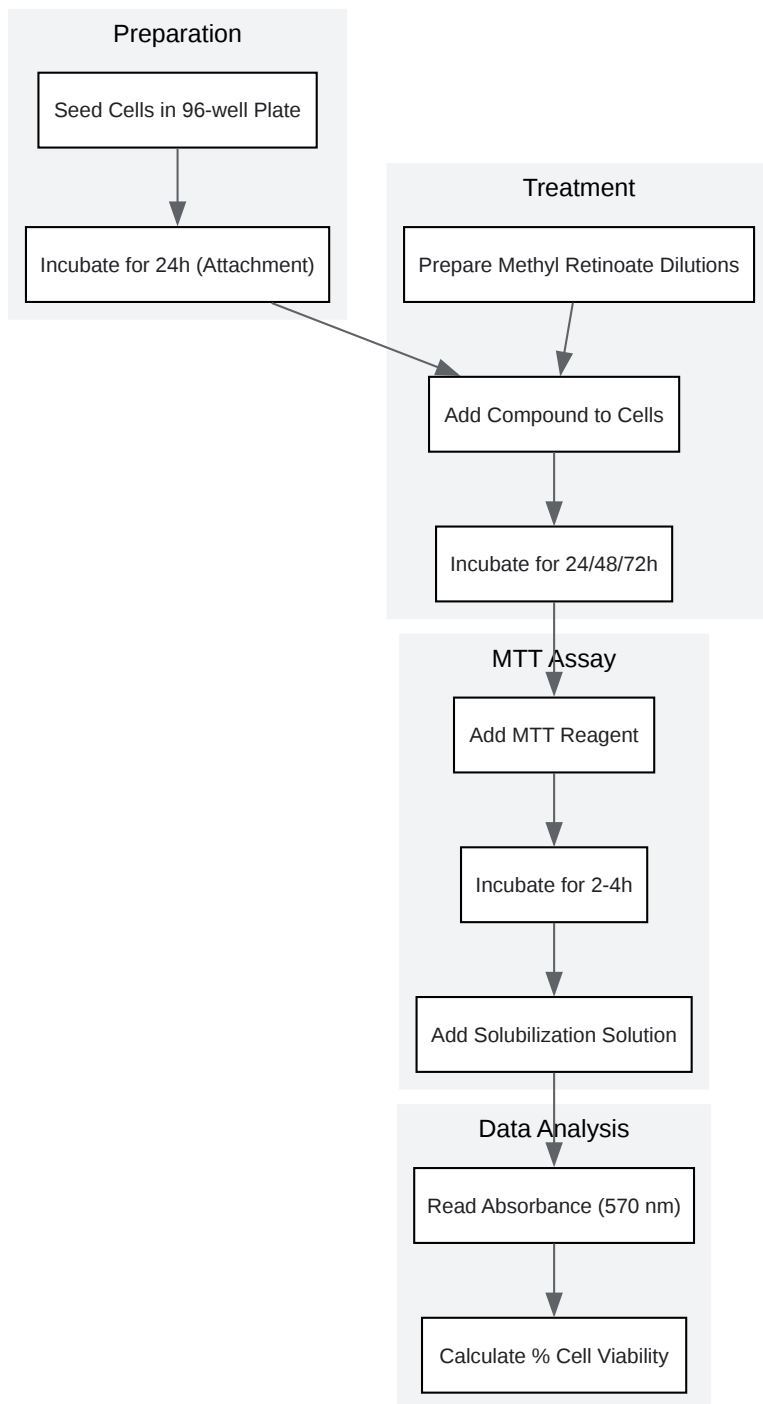 Preparation
Seed Cells in 96-well Plate
Incubate for 24h (Attachment)
Treatment
Prepare Methyl Retinoate Dilutions
Add Compound to Cells
Incubate for 24/48/72h
MTT Assay
Add MTT Reagent
Incubate for 2-4h
Add Solubilization Solution
Data Analysis
Read Absorbance (570 nm)
Calculate % Cell Viability